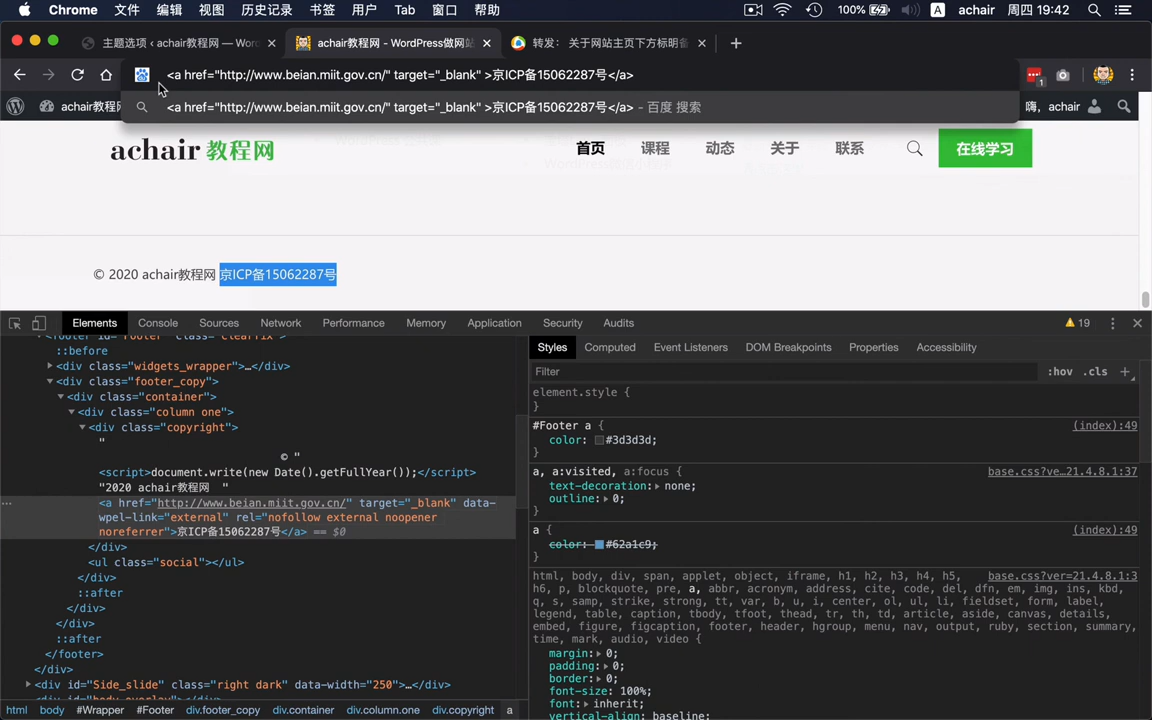 Chrome 文件 编辑 视图 历史记录 书签 用户 Tab 窗口 帮助 100% A achair 周四 19:42
主题选项 ‹ achair教程网 — Wor
achair教程网 - WordPress做网站
转发： 关于网站主页下方标明备
<a href="http://www.beian.miit.gov.cn/" target="_blank" >京ICP备15062287号</a>
1
achair教程网
<a href="http://www.beian.miit.gov.cn/" target="_blank" >京ICP备15062287号</a> - 百度 搜索
嗨，achair
achair 教程网 首页 课程 动态 关于 联系 在线学习
© 2020 achair教程网 京ICP备15062287号
Elements Console Sources Network Performance Memory Application Security Audits 19
<footer id="Footer" class="clearfix">
::before
<div class="widgets_wrapper">…</div>
<div class="footer_copy">
<div class="container">
<div class="column one">
<div class="copyright">
"
© "
<script>document.write(new Date().getFullYear());</script>
"2020 achair教程网 "
<a href="http://www.beian.miit.gov.cn/" target="_blank" data-
wpel-link="external" rel="nofollow external noopener
noreferrer">京ICP备15062287号</a> == $0
</div>
<ul class="social"></ul>
</div>
::after
</div>
</div>
::after
</footer>
</div>
<div id="Side_slide" class="right dark" data-width="250">…</div>
<div id="body_overlay"></div>
html body #Wrapper #Footer div.footer_copy div.container div.column.one div.copyright a
Styles Computed Event Listeners DOM Breakpoints Properties Accessibility
Filter :hov .cls +
element.style {
}
#Footer a { (index):49
color: #3d3d3d;
}
a, a:visited, a:focus { base.css?ve…21.4.8.1:37
text-decoration: none;
outline: 0;
}
a { (index):49
color: #62a1c9;
}
html, body, div, span, applet, object, iframe, h1, h2, h3, h4, h5, base.css?ver=21.4.8.1:3
h6, p, blockquote, pre, a, abbr, acronym, address, cite, code, del, dfn, em, img, ins, kbd,
q, s, samp, strike, strong, tt, var, b, u, i, center, ol, ul, li, fieldset, form, label,
legend, table, caption, tbody, tfoot, thead, tr, th, td, article, aside, canvas, details,
embed, figure, figcaption, footer, header, hgroup, menu, nav, output, ruby, section, summary,
time, mark, audio, video {
margin: 0;
padding: 0;
border: 0;
font-size: 100%;
font: inherit;
vertical-align: baseline;